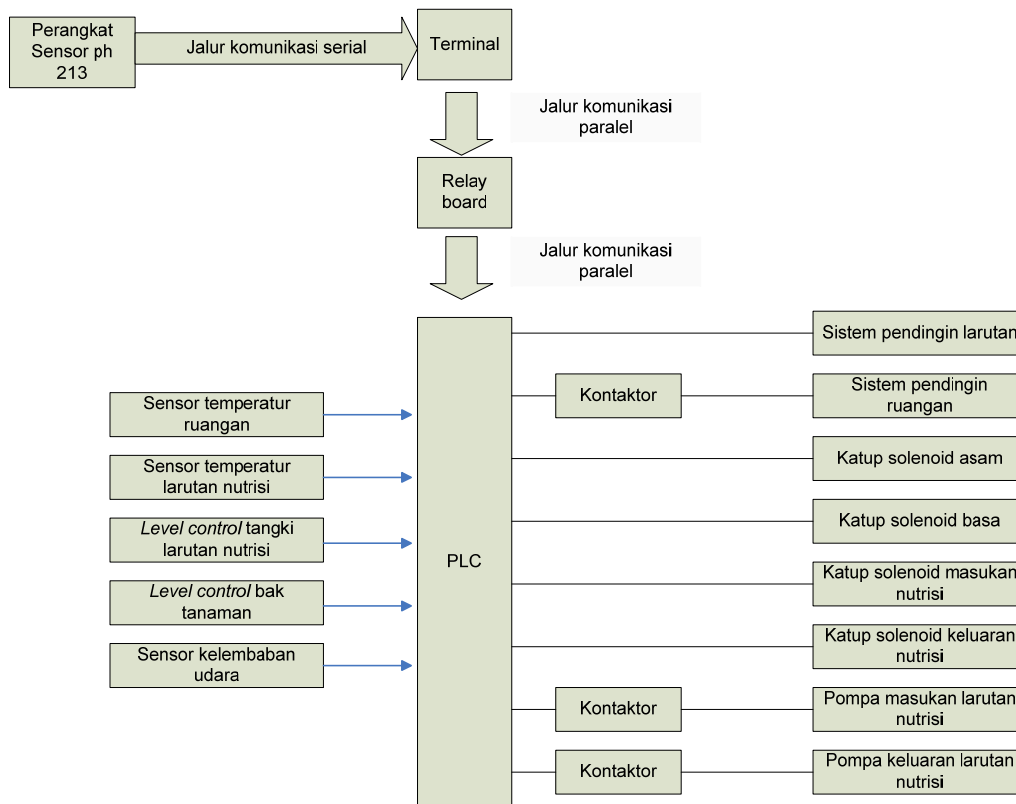 Perangkat
Sensor ph
213
Jalur komunikasi serial
Terminal
Jalur komunikasi
paralel
Relay
board
Jalur komunikasi
paralel
Sensor temperatur
ruangan
Sensor temperatur
larutan nutrisi
Level control tangki
larutan nutrisi
Level control bak
tanaman
Sensor kelembaban
udara
PLC
Sistem pendingin larutan
Kontaktor
Sistem pendingin
ruangan
Katup solenoid asam
Katup solenoid basa
Katup solenoid masukan
nutrisi
Katup solenoid keluaran
nutrisi
Kontaktor
Pompa masukan larutan
nutrisi
Kontaktor
Pompa keluaran larutan
nutrisi